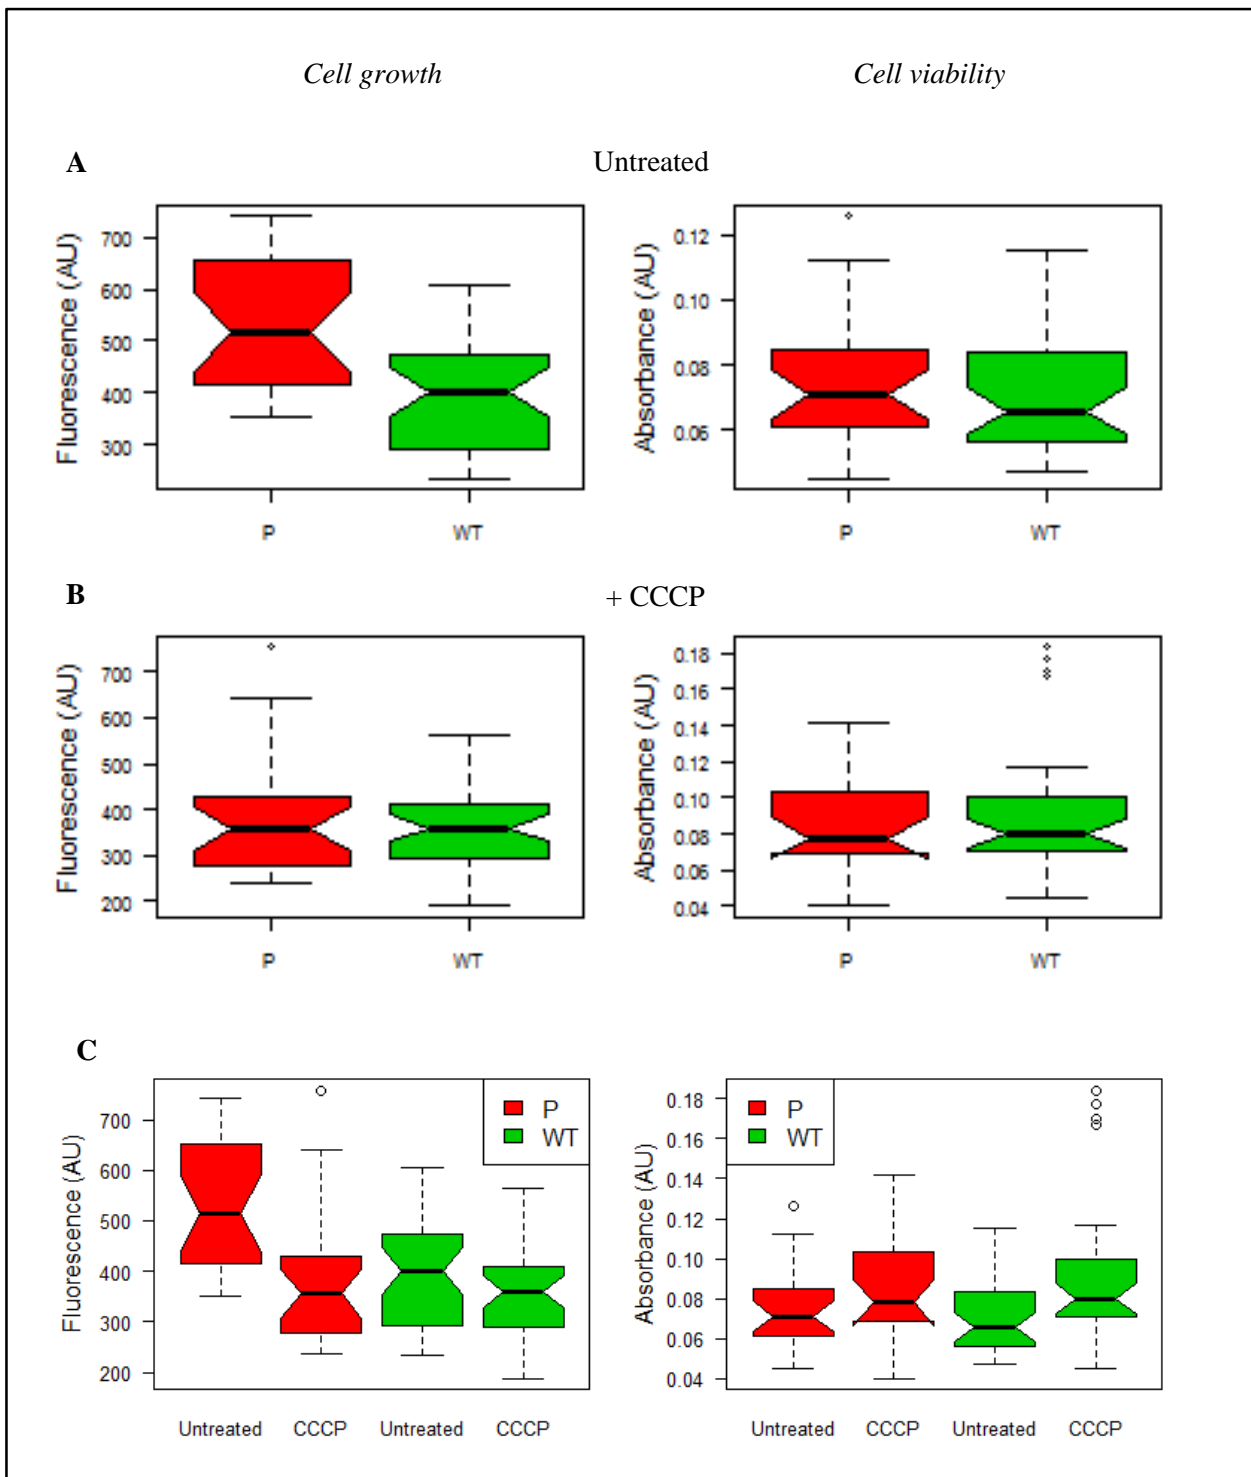 Cell growth
Cell viability
A
Untreated
Fluorescence (AU)
700
600
500
400
300
P
WT
Absorbance (AU)
0.12
0.10
0.08
0.06
P
WT
B
+ CCCP
Fluorescence (AU)
700
600
500
400
300
200
P
WT
Absorbance (AU)
0.18
0.16
0.14
0.12
0.10
0.08
0.06
0.04
P
WT
C
Fluorescence (AU)
700
600
500
400
300
200
P
WT
Untreated
CCCP
Untreated
CCCP
Absorbance (AU)
0.18
0.16
0.14
0.12
0.10
0.08
0.06
0.04
P
WT
Untreated
CCCP
Untreated
CCCP